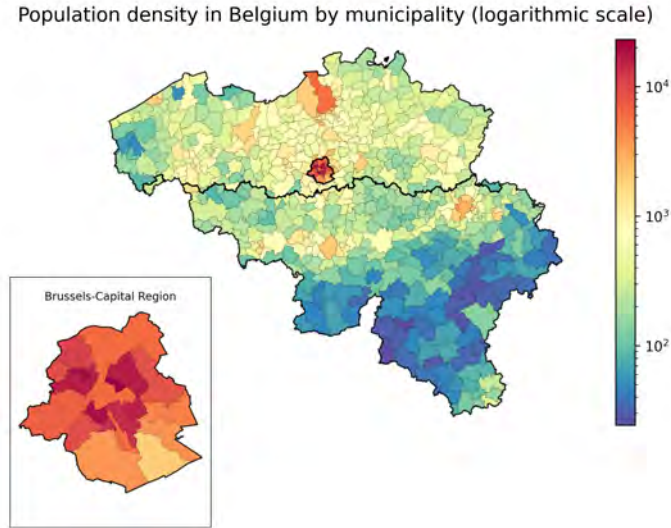 Population density in Belgium by municipality (logarithmic scale)
10⁴
10³
10²
Brussels-Capital Region